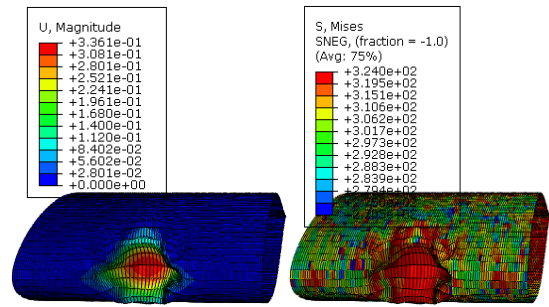 U, Magnitude
+3.361e-01
+3.081e-01
+2.801e-01
+2.521e-01
+2.241e-01
+1.961e-01
+1.680e-01
+1.400e-01
+1.120e-01
+8.402e-02
+5.602e-02
+2.801e-02
+0.000e+00
S, Mises
SNEG, (fraction = -1.0)
(Avg: 75%)
+3.240e+02
+3.195e+02
+3.151e+02
+3.106e+02
+3.062e+02
+3.017e+02
+2.973e+02
+2.928e+02
+2.883e+02
+2.839e+02
+2.794e+02